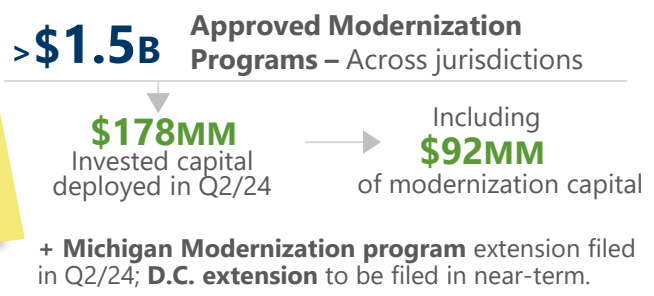 >$1.5B
Approved Modernization
Programs – Across jurisdictions
$178MM
Invested capital
deployed in Q2/24
Including
$92MM
of modernization capital
+ Michigan Modernization program extension filed
in Q2/24; D.C. extension to be filed in near-term.